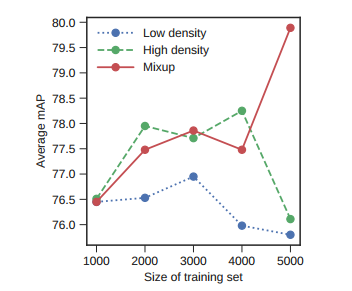 Average mAP
80.0
79.5
79.0
78.5
78.0
77.5
77.0
76.5
76.0
Low density
High density
Mixup
1000 2000 3000 4000 5000
Size of training set